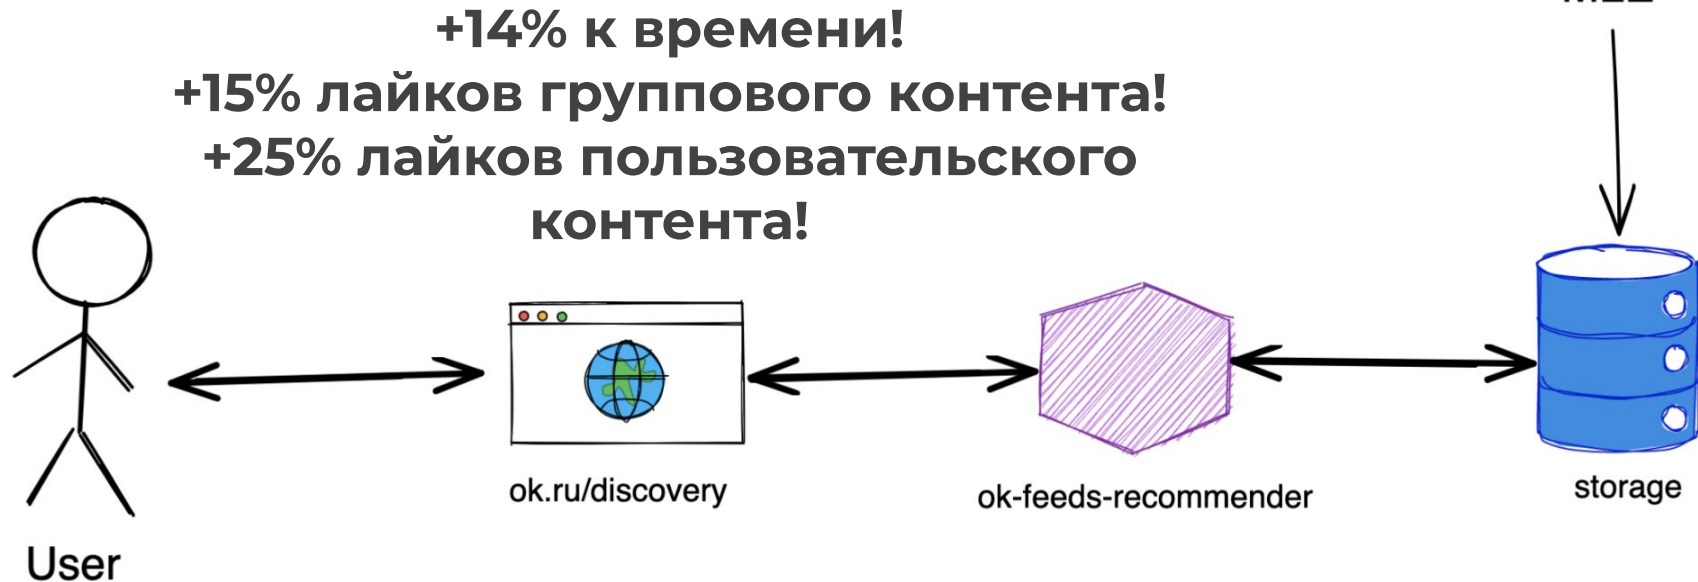 +14% к времени!
+15% лайков группового контента!
+25% лайков пользовательского
контента!
ok.ru/discovery
ok-feeds-recommender
storage
User